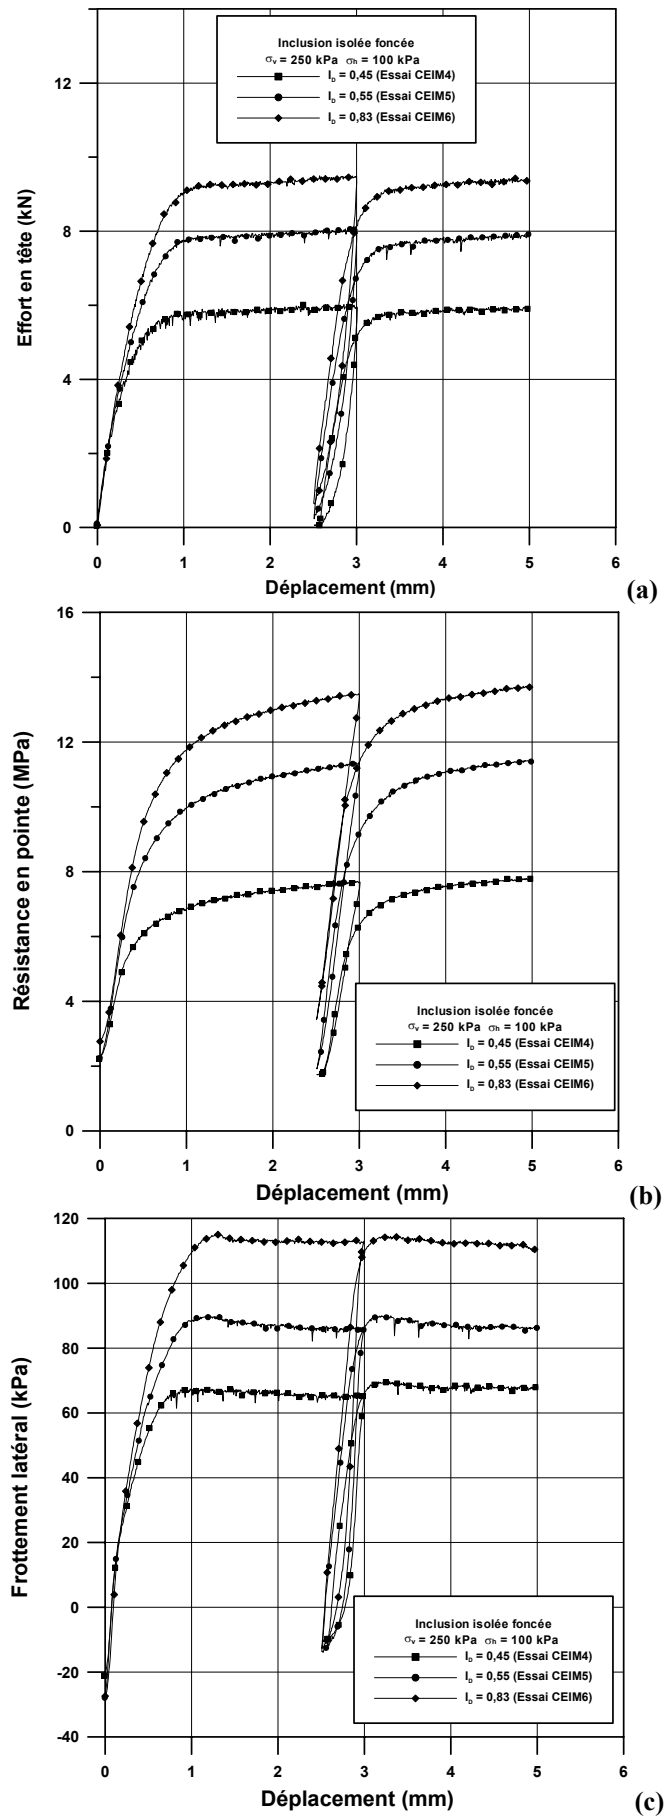 Inclusion isolée foncée
σv = 250 kPa σh = 100 kPa
ID = 0,45 (Essai CEIM4)
ID = 0,55 (Essai CEIM5)
ID = 0,83 (Essai CEIM6)
12
8
4
0
Effort en tête (kN)
0 1 2 3 4 5 6
Déplacement (mm)
(a)
16
12
8
4
0
Résistance en pointe (MPa)
Inclusion isolée foncée
σv = 250 kPa σh = 100 kPa
ID = 0,45 (Essai CEIM4)
ID = 0,55 (Essai CEIM5)
ID = 0,83 (Essai CEIM6)
0 1 2 3 4 5 6
Déplacement (mm)
(b)
120
100
80
60
40
20
0
-20
-40
Frottement latéral (kPa)
Inclusion isolée foncée
σv = 250 kPa σh = 100 kPa
ID = 0,45 (Essai CEIM4)
ID = 0,55 (Essai CEIM5)
ID = 0,83 (Essai CEIM6)
0 1 2 3 4 5 6
Déplacement (mm)
(c)